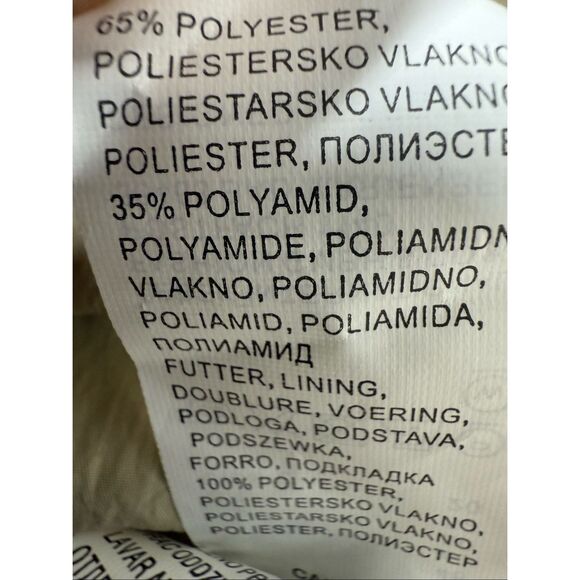 65% POLYESTER,
POLIESTERSKO VLAKNO
POLIESTARSKO VLAKNO
POLIESTER, ПОЛИЭСТЕ
35% POLYAMID,
POLYAMIDE, POLIAMIDN
VLAKNO, POLIAMIDNO,
POLIAMID, POLIAMIDA,
ПОЛИАМИД
FUTTER, LINING,
DOUBLURE, VOERING,
PODLOGA, PODSTAVA,
PODSZEWKA,
FORRO, ПОДКЛАДКА
100% POLYESTER,
POLIESTERSKO VLAKNO,
POLIESTARSKO VLAKNO,
POLIESTER, ПОЛИЭСТЕР
LAVAR